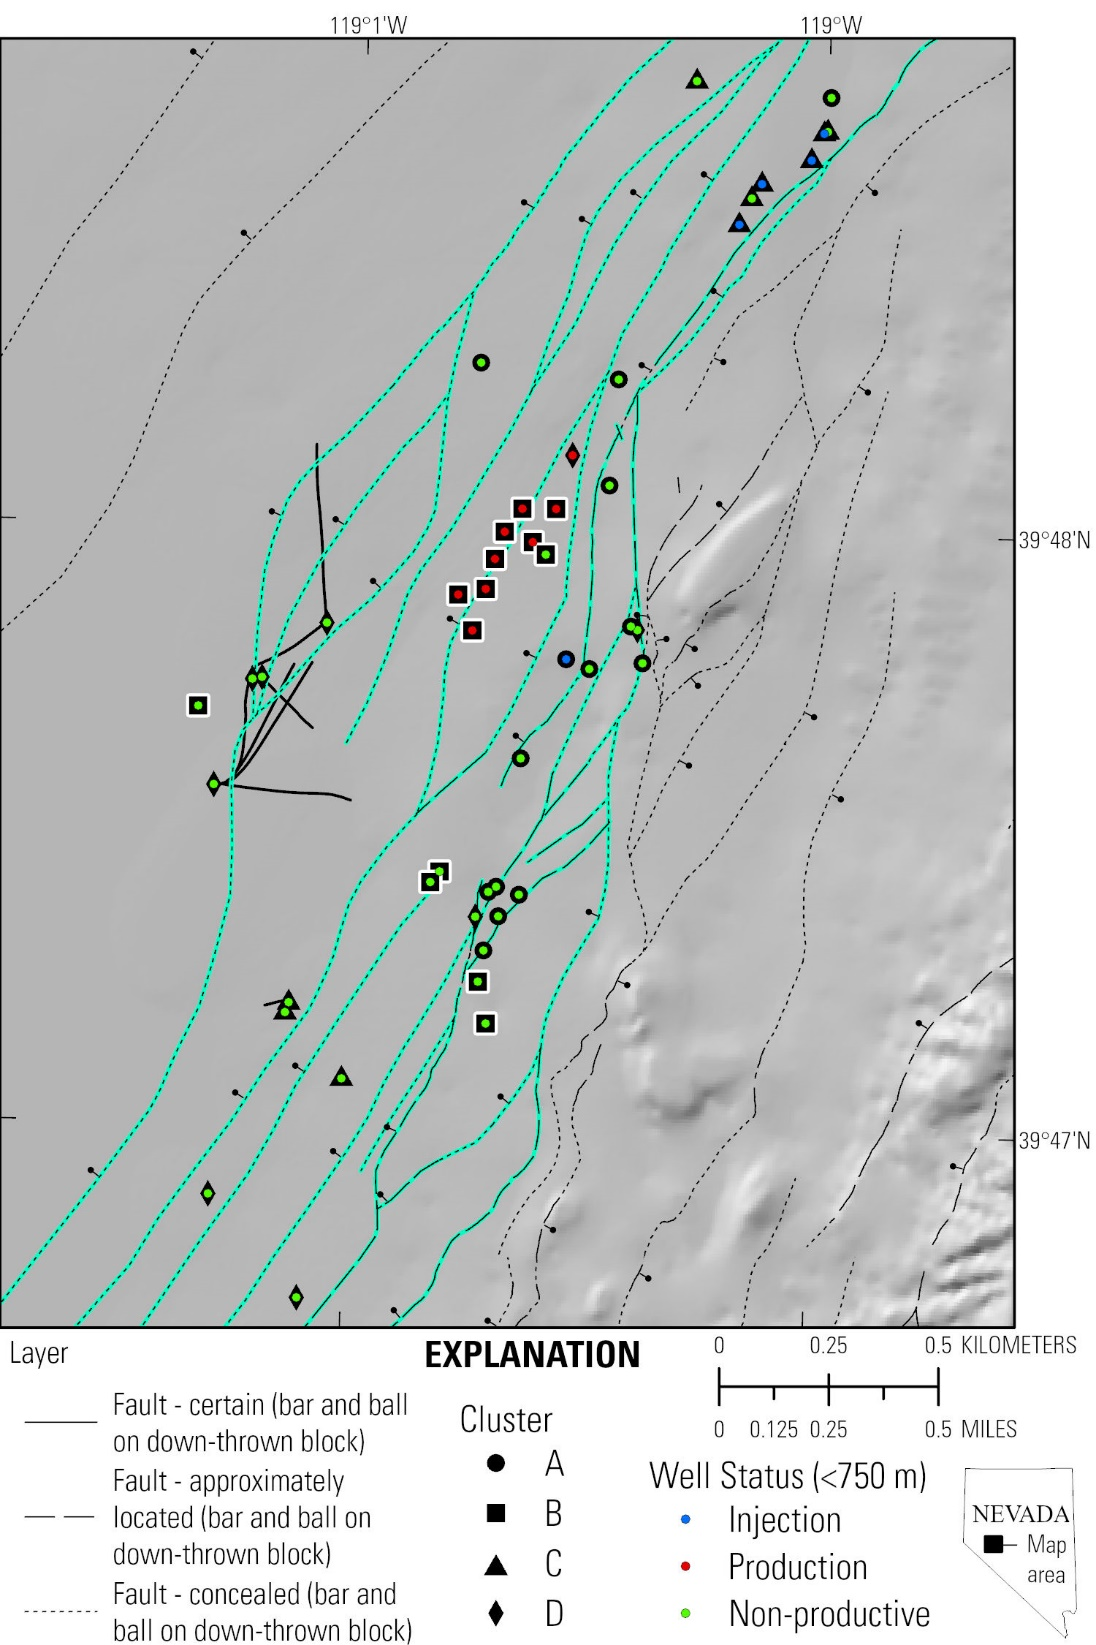 119°1'W
119°W
39°48'N
39°47'N
Layer
EXPLANATION
0 0.25 0.5 KILOMETERS
0 0.125 0.25 0.5 MILES
Fault - certain (bar and ball
on down-thrown block)
Fault - approximately
located (bar and ball on
down-thrown block)
Fault - concealed (bar and
ball on down-thrown block)
Cluster
A
B
C
D
Well Status (<750 m)
Injection
Production
Non-productive
NEVADA
Map
area